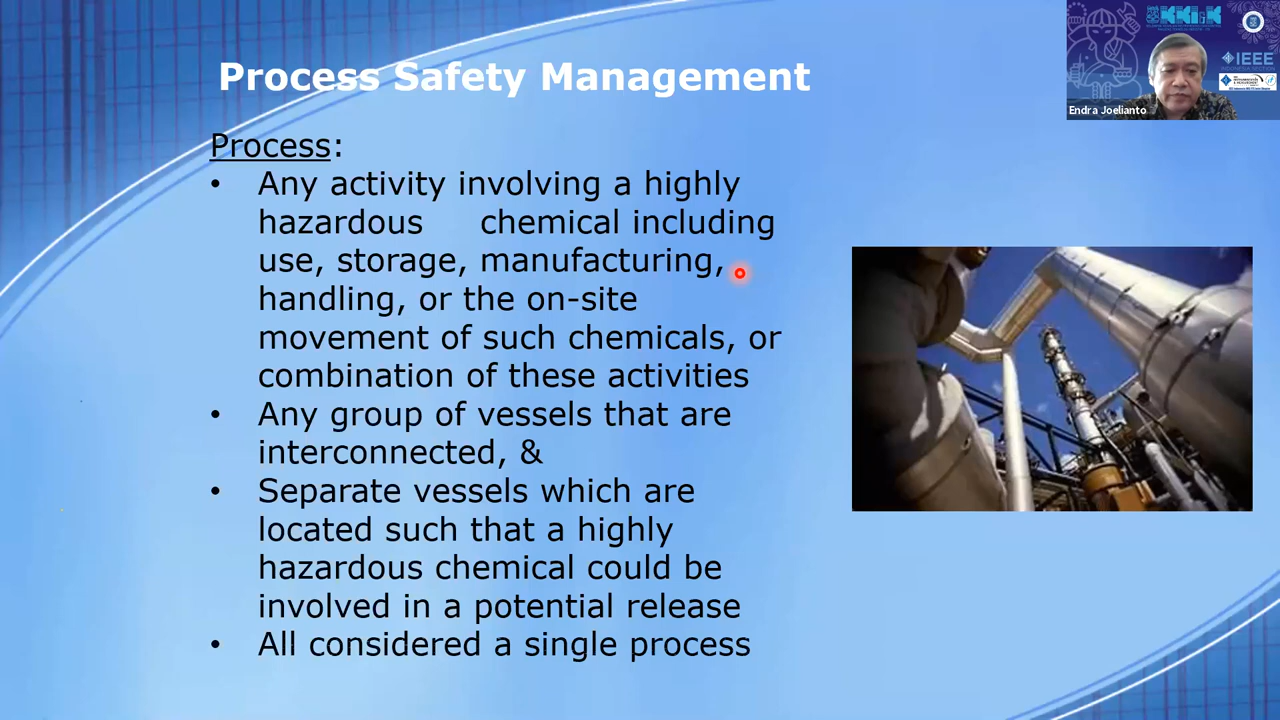 Process Safety Management
Process:
• Any activity involving a highly
hazardous chemical including
use, storage, manufacturing,
handling, or the on-site
movement of such chemicals, or
combination of these activities
• Any group of vessels that are
interconnected, &
• Separate vessels which are
located such that a highly
hazardous chemical could be
involved in a potential release
• All considered a single process
IEEE
Endra Joelianto